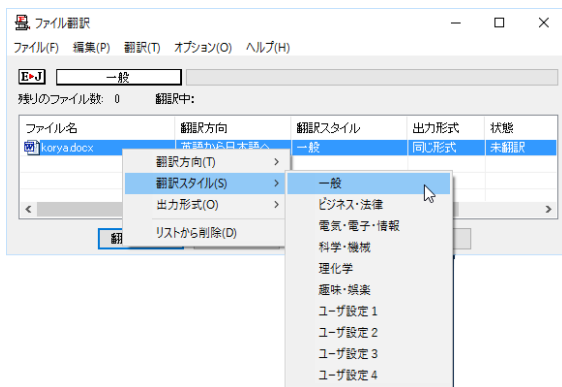 ファイル翻訳
ファイル(F) 編集(P) 翻訳(T) オプション(O) ヘルプ(H)
E▸J 一般
残りのファイル数: 0 翻訳中:
ファイル名 翻訳方向 翻訳スタイル 出力形式 状態
korya.docx 英語から日本語へ 一般 同じ形式 未翻訳
翻訳方向(T) >
翻訳スタイル(S) >
出力形式(O) >
リストから削除(D)
翻
一般
ビジネス・法律
電気・電子・情報
科学・機械
理化学
趣味・娯楽
ユーザ設定 1
ユーザ設定 2
ユーザ設定 3
ユーザ設定 4